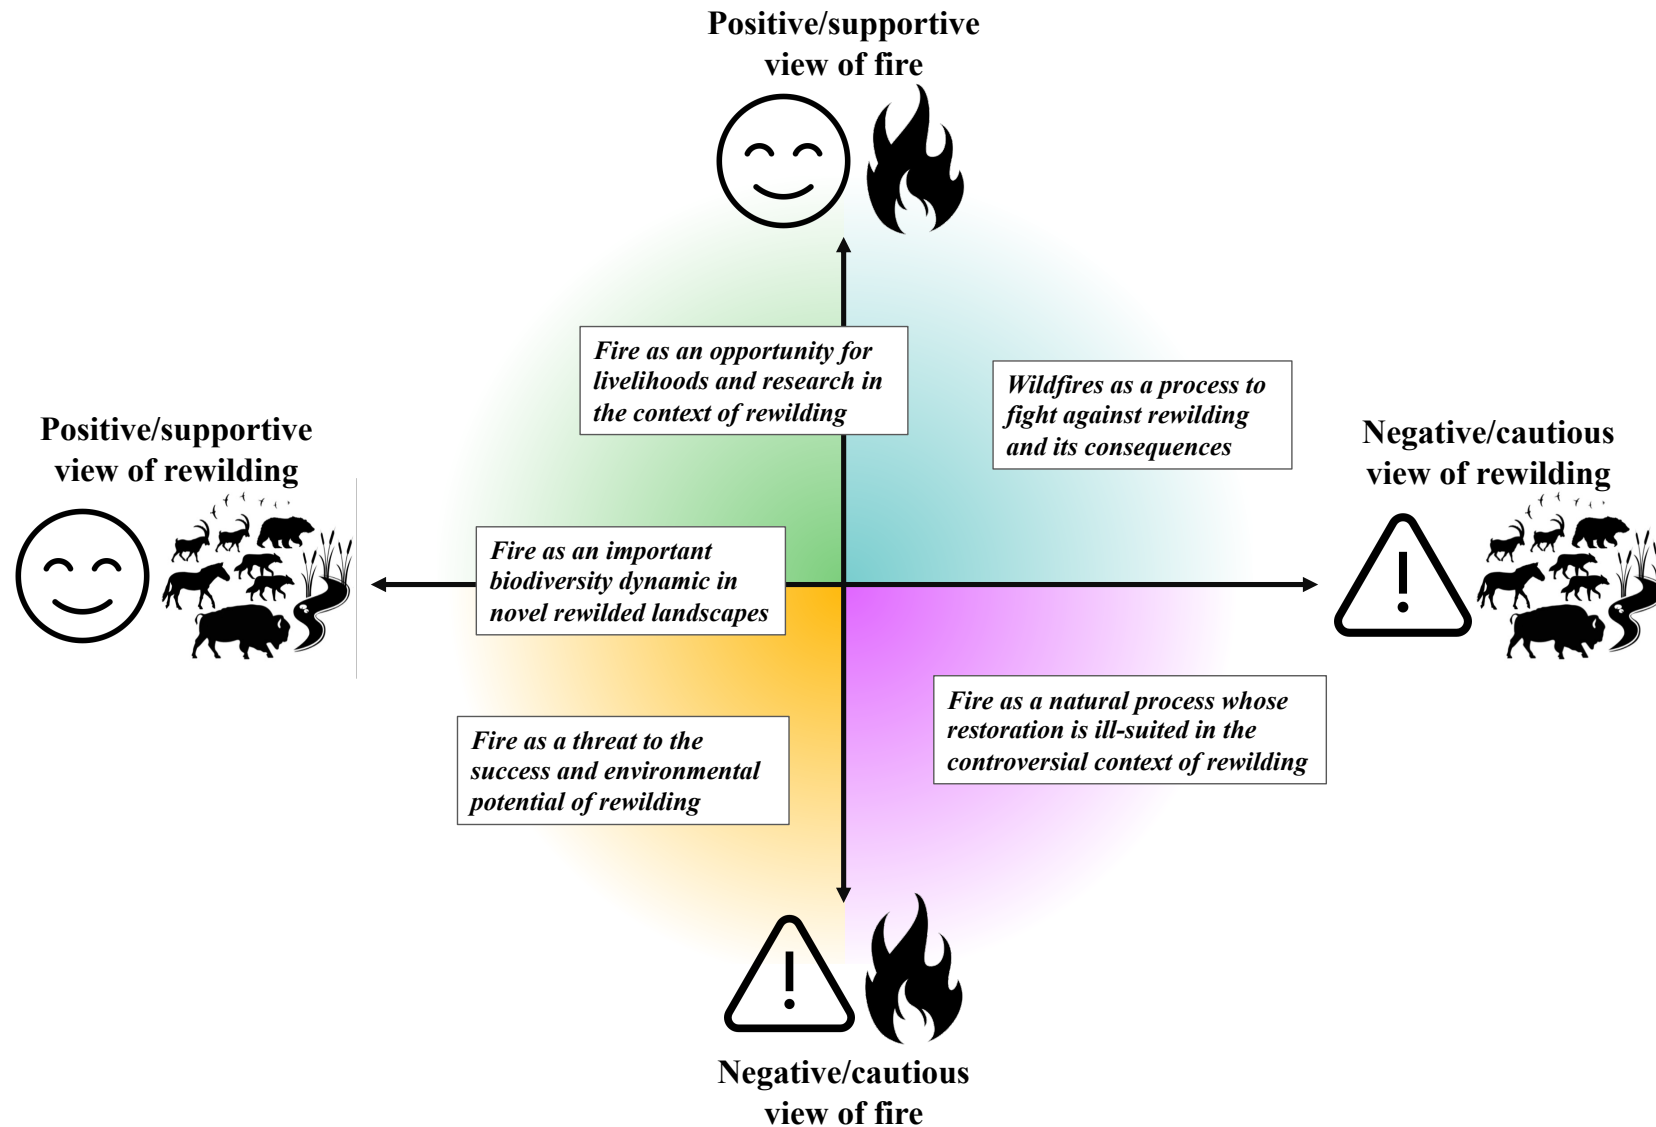 Positive/supportive
view of fire
Fire as an opportunity for
livelihoods and research in
the context of rewilding
Wildfires as a process to
fight against rewilding
and its consequences
Positive/supportive
view of rewilding
Negative/cautious
view of rewilding
!
Fire as an important
biodiversity dynamic in
novel rewilded landscapes
Fire as a natural process whose
restoration is ill-suited in the
controversial context of rewilding
Fire as a threat to the
success and environmental
potential of rewilding
!
Negative/cautious
view of fire